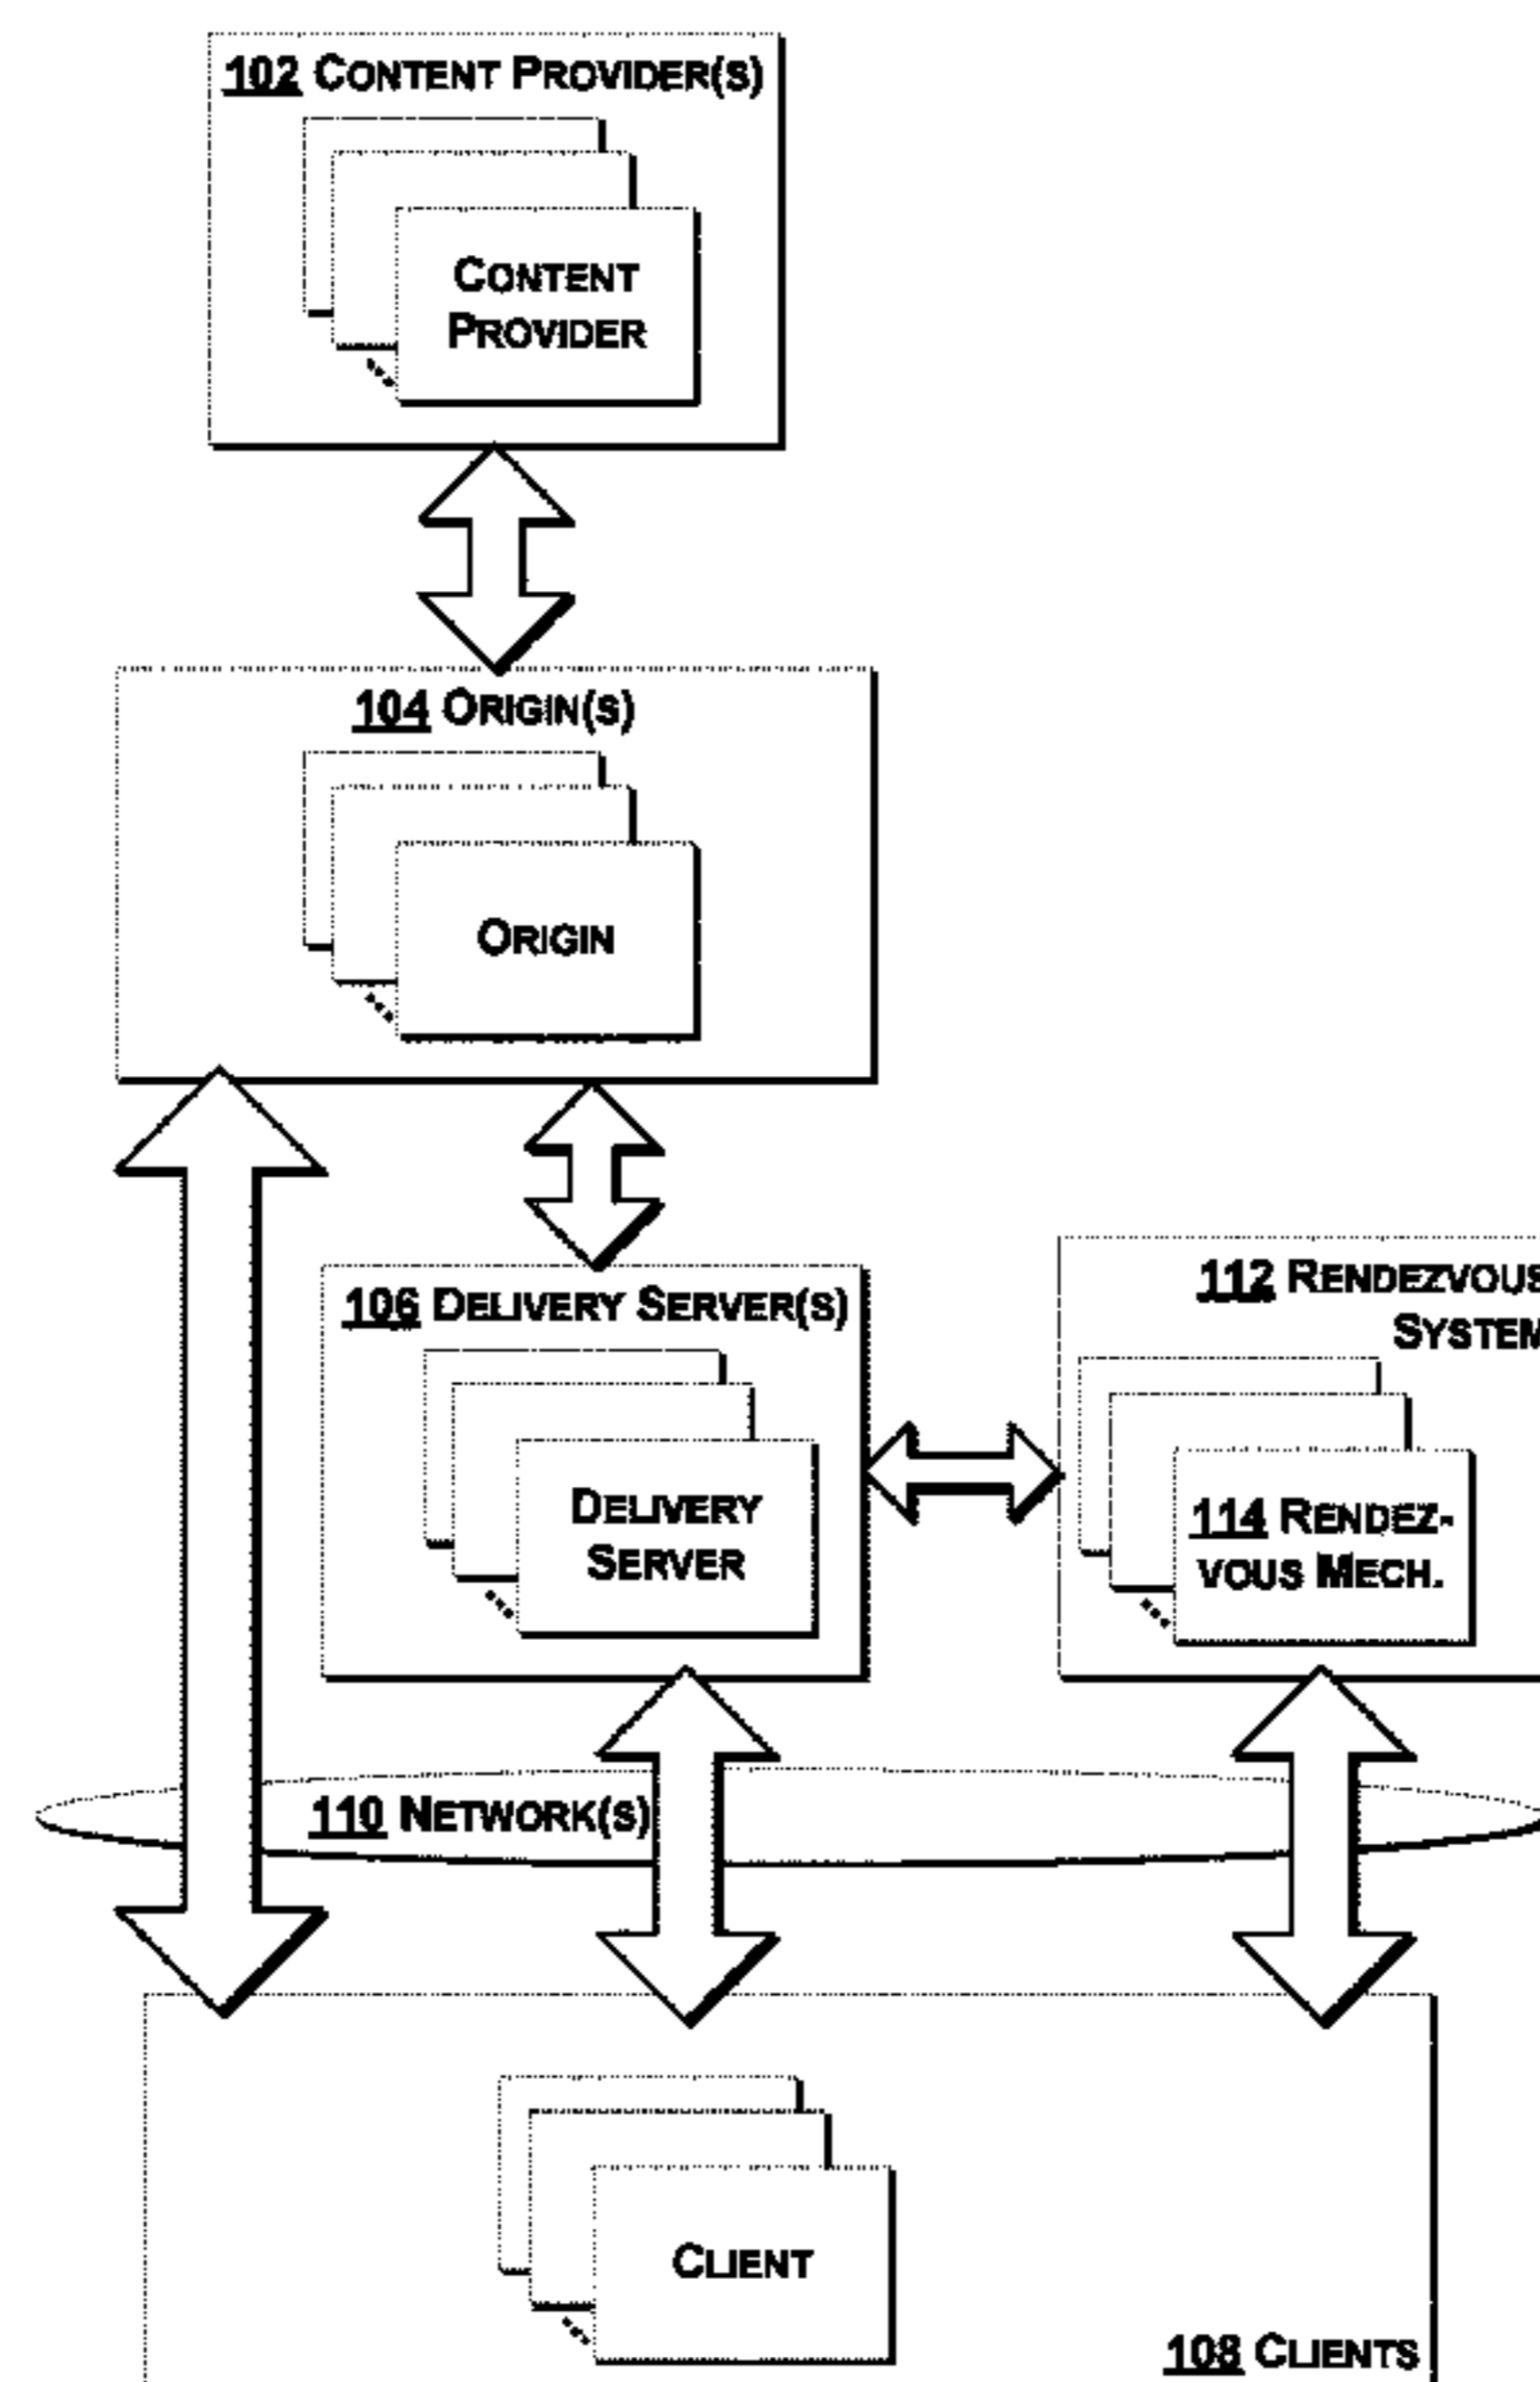 102 CONTENT PROVIDER(S)
CONTENT
PROVIDER
104 ORIGIN(S)
ORIGIN
106 DELIVERY SERVER(S)
DELIVERY
SERVER
112 RENDEZVOUS
SYSTEM
114 RENDEZ-
VOUS MECH.
110 NETWORK(S)
CLIENT
108 CLIENTS